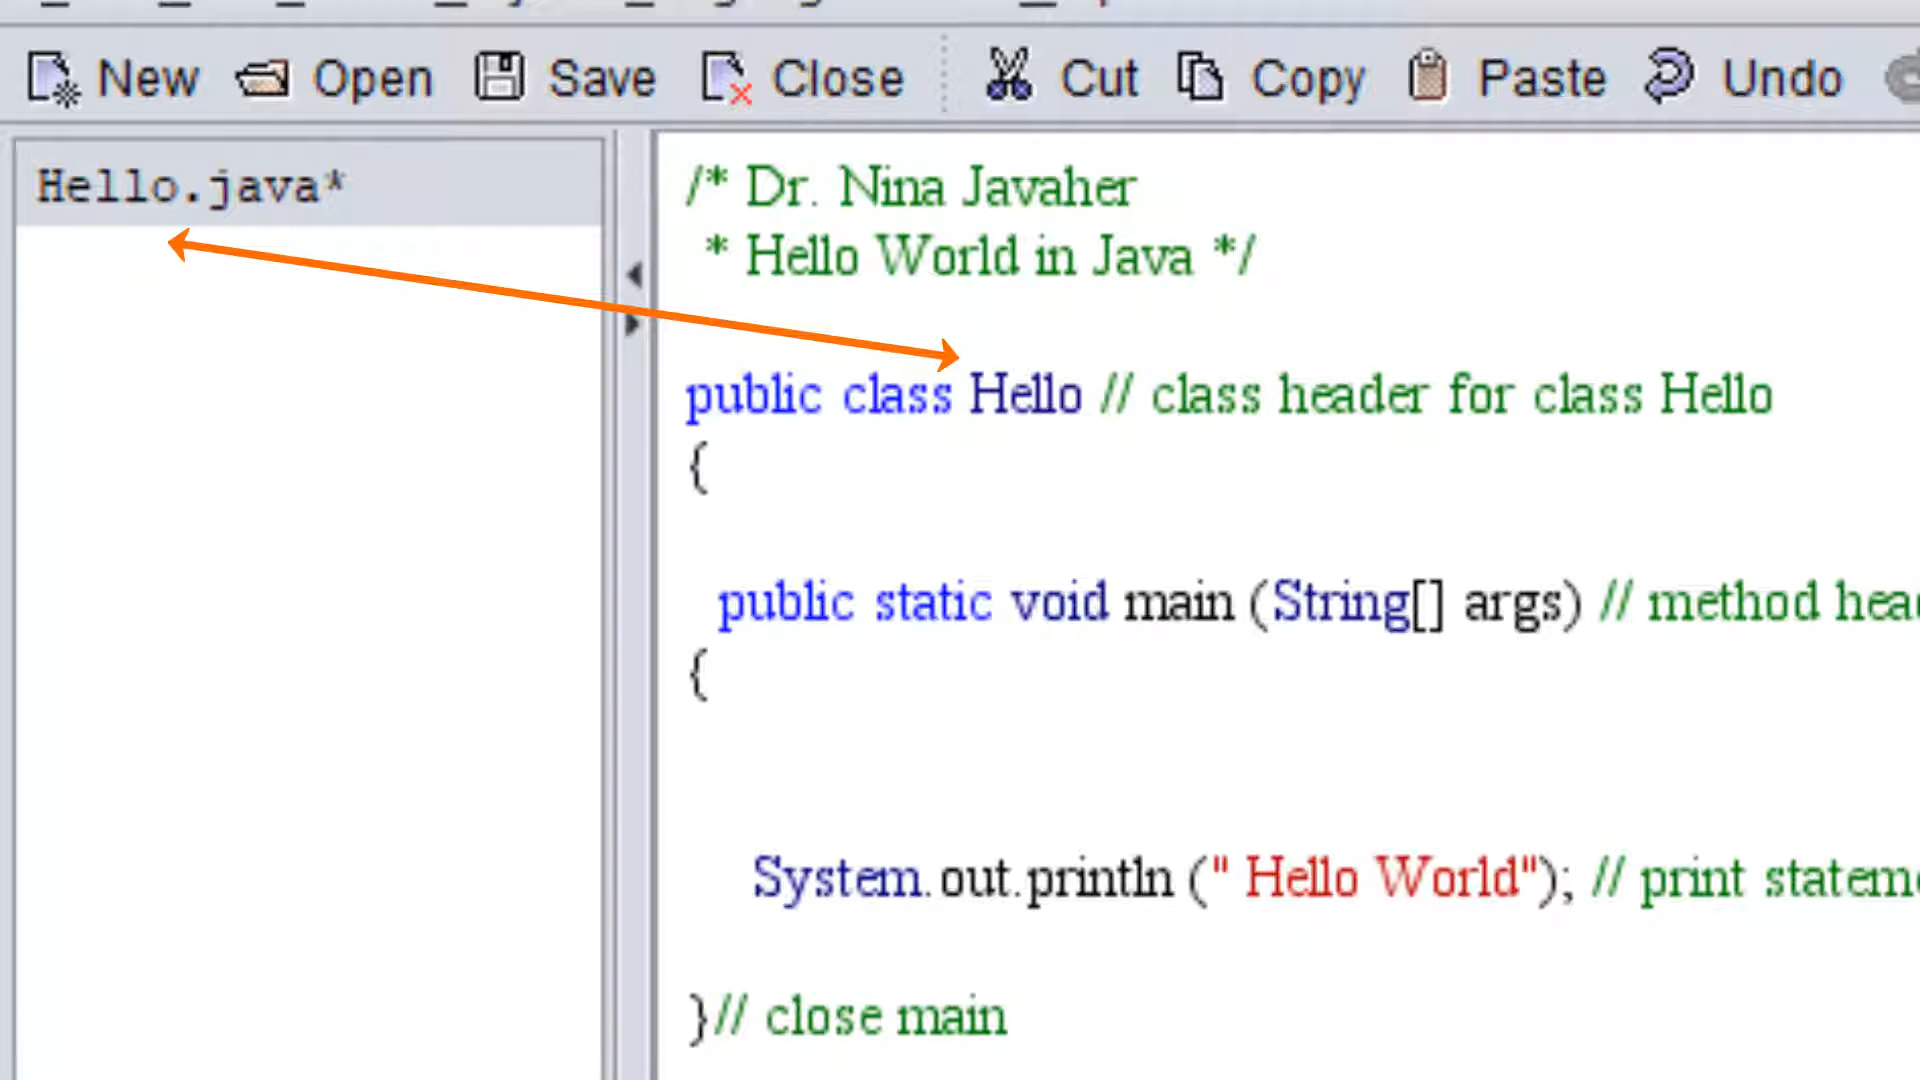 New Open Save Close Cut Copy Paste Undo
Hello.java*
/* Dr. Nina Javaher
* Hello World in Java */
public class Hello // class header for class Hello
{
public static void main (String[] args) // method
{
System.out.println (" Hello World"); // print
}// close main